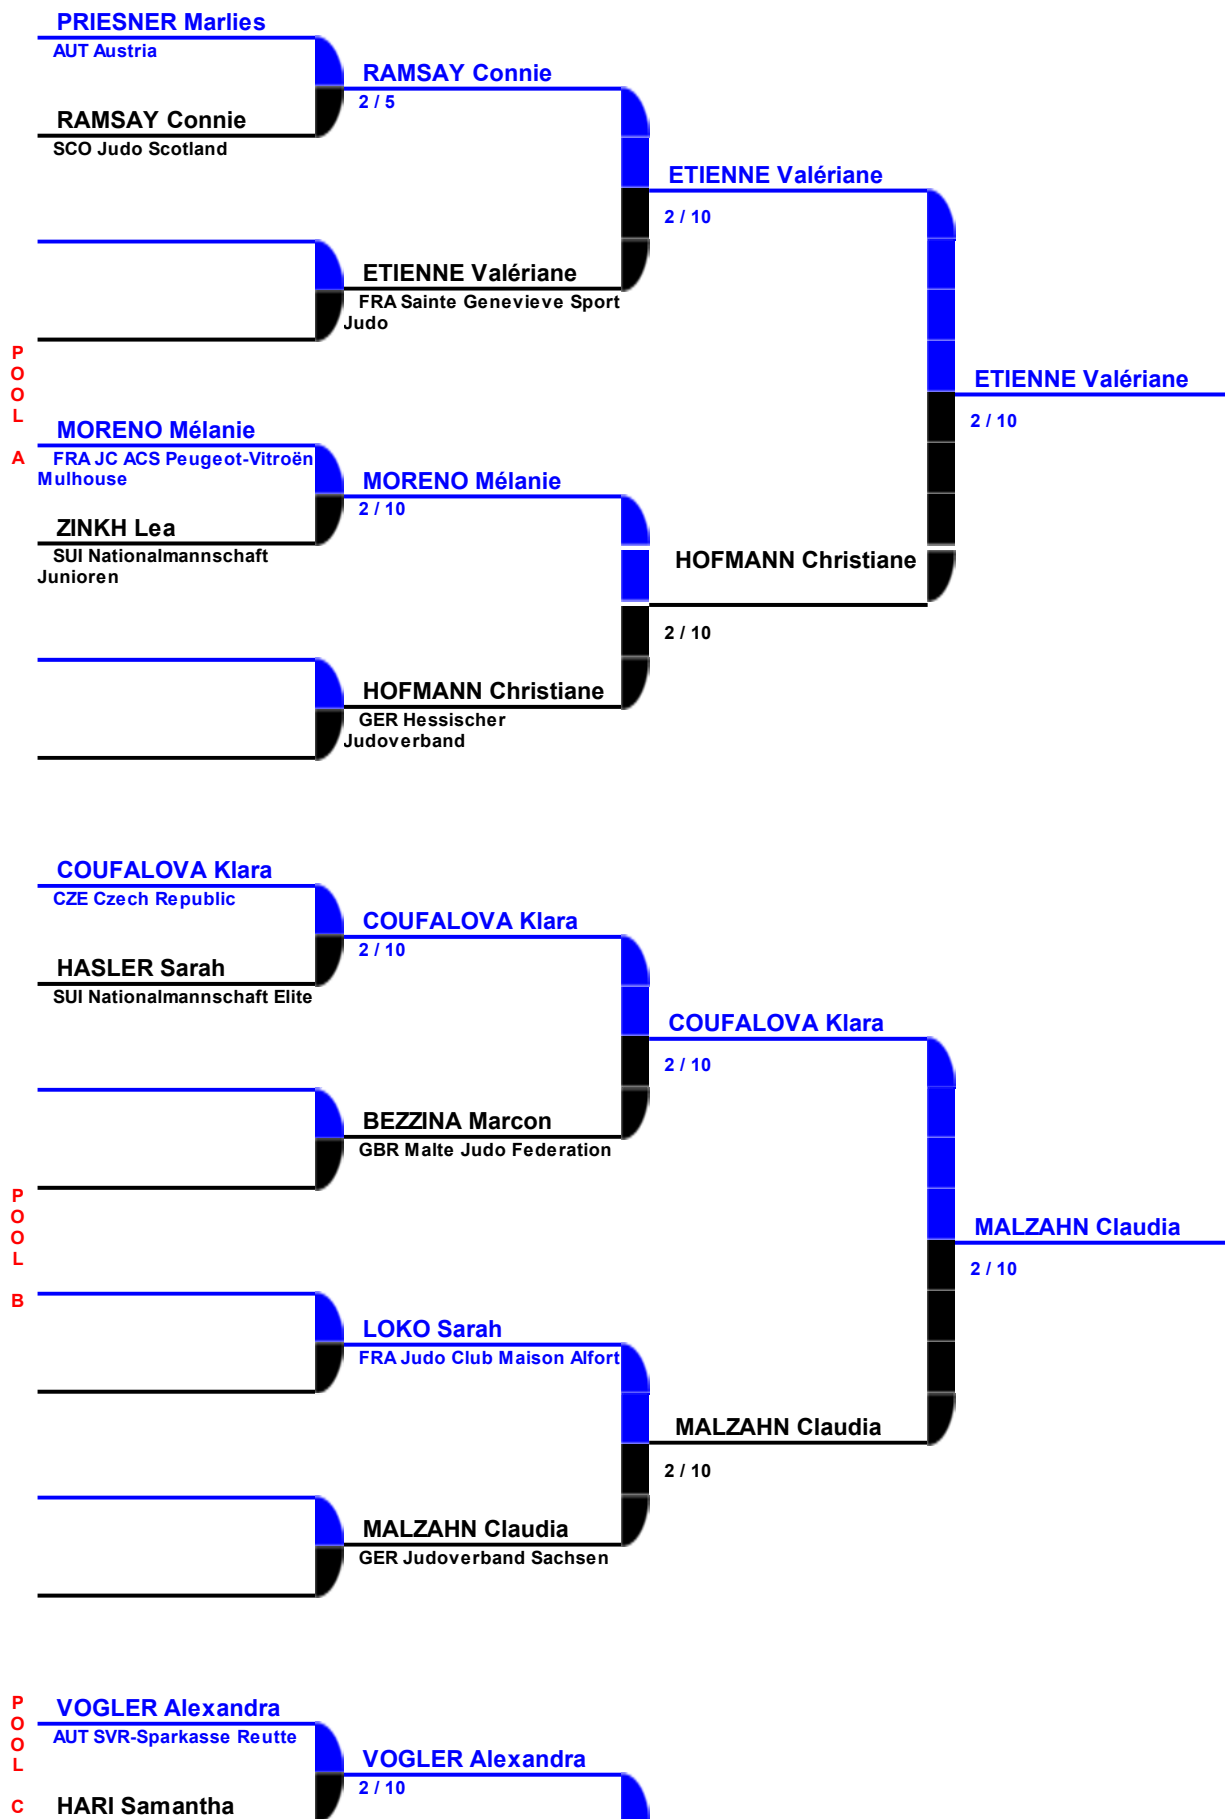 PRIESNER Marlies
AUT Austria
RAMSAY Connie
2 / 5
RAMSAY Connie
SCO Judo Scotland
ETIENNE Valériane
2 / 10
ETIENNE Valériane
FRA Sainte Genevieve Sport
Judo
POOL A
ETIENNE Valériane
2 / 10
MORENO Mélanie
FRA JC ACS Peugeot-Vitroën
Mulhouse
MORENO Mélanie
2 / 10
ZINKH Lea
SUI Nationalmannschaft
Junioren
HOFMANN Christiane
2 / 10
HOFMANN Christiane
GER Hessischer
Judoverband
COUFALOVA Klara
CZE Czech Republic
COUFALOVA Klara
2 / 10
HASLER Sarah
SUI Nationalmannschaft Elite
COUFALOVA Klara
2 / 10
BEZZINA Marcon
GBR Malte Judo Federation
POOL B
MALZAHN Claudia
2 / 10
LOKO Sarah
FRA Judo Club Maison Alfort
MALZAHN Claudia
2 / 10
MALZAHN Claudia
GER Judoverband Sachsen
POOL C
VOGLER Alexandra
AUT SVR-Sparkasse Reutte
VOGLER Alexandra
2 / 10
HARI Samantha